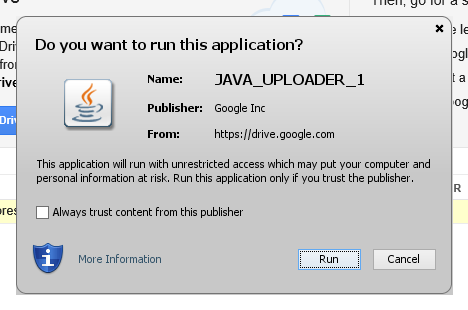 Then, go for a s
Do you want to run this application?
Name: JAVA_UPLOADER_1
Publisher: Google Inc
From: https://drive.google.com
This application will run with unrestricted access which may put your computer and
personal information at risk. Run this application only if you trust the publisher.
Always trust content from this publisher
More Information
Run
Cancel